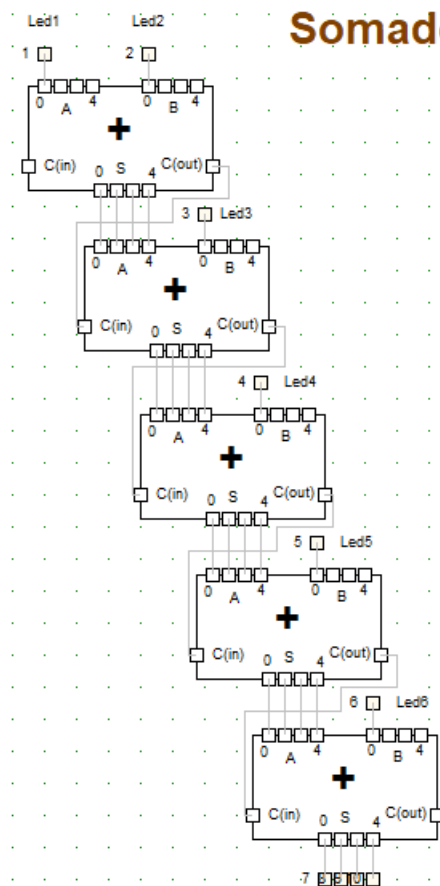 Led1 Led2 Somad
1 2
0 A 4 0 B 4
+
C(in) 0 S 4 C(out)
3 Led3
0 A 4 0 B 4
+
C(in) 0 S 4 C(out)
4 Led4
0 A 4 0 B 4
+
C(in) 0 S 4 C(out)
5 Led5
0 A 4 0 B 4
+
C(in) 0 S 4 C(out)
6 Led6
0 A 4 0 B 4
+
C(in) 0 S 4 C(out)
7